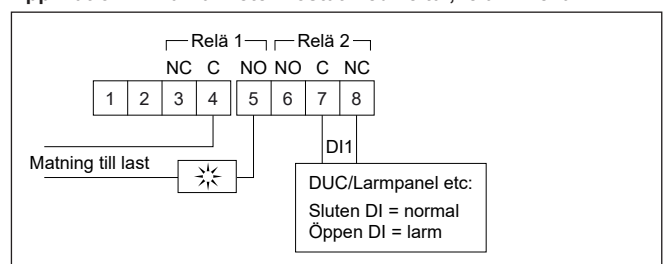 Relä 1 Relä 2
NC C NO NO C NC
1 2 3 4 5 6 7 8
DI1
Matning till last
DUC/Larmpanel etc:
Sluten DI = normal
Öppen DI = larm